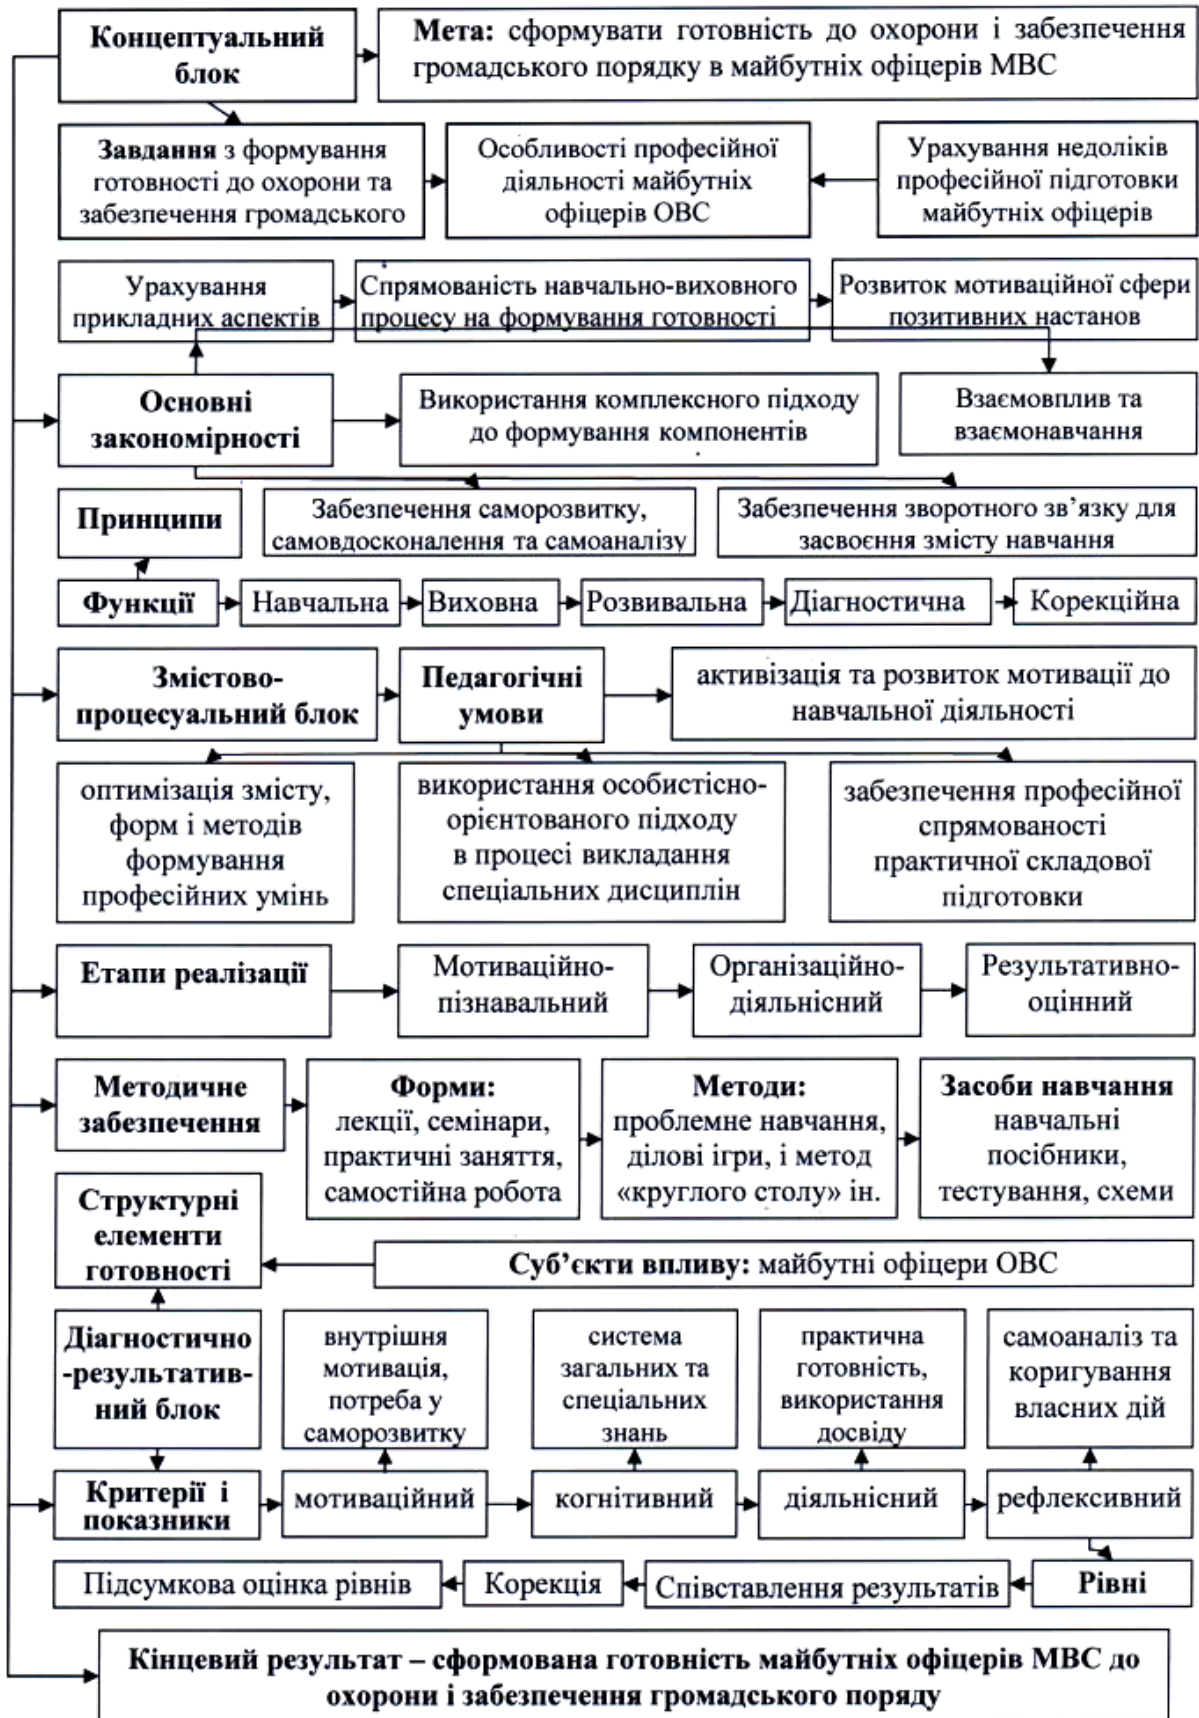 Концептуальний
блок
Мета: сформувати готовність до охорони і забезпечення
громадського порядку в майбутніх офіцерів МВС
Завдання з формування
готовності до охорони та
забезпечення громадського
Особливості професійної
діяльності майбутніх
офіцерів ОВС
Урахування недоліків
професійної підготовки
майбутніх офіцерів
Урахування
прикладних аспектів
Спрямованість навчально-виховного
процесу на формування готовності
Розвиток мотиваційної сфери
позитивних настанов
Основні
закономірності
Використання комплексного підходу
до формування компонентів
Взаємовплив та
взаємонавчання
Принципи
Забезпечення саморозвитку,
самовдосконалення та самоаналізу
Забезпечення зворотного зв’язку для
засвоєння змісту навчання
Функції
Навчальна
Виховна
Розвивальна
Діагностична
Корекційна
Змістово-
процесуальний блок
Педагогічні
умови
активізація та розвиток мотивації до
навчальної діяльності
оптимізація змісту,
форм і методів
формування
професійних умінь
використання особистісно-
орієнтованого підходу
в процесі викладання
спеціальних дисциплін
забезпечення професійної
спрямованості
практичної складової
підготовки
Етапи реалізації
Мотиваційно-
пізнавальний
Організаційно-
діяльнісний
Результативно-
оцінний
Методичне
забезпечення
Форми:
лекції, семінари,
практичні заняття,
самостійна робота
Методи:
проблемне навчання,
ділові ігри, і метод
«круглого столу» ін.
Засоби навчання
навчальні
посібники,
тестування, схеми
Структурні
елементи
готовності
Суб’єкти впливу: майбутні офіцери ОВС
Діагностично
-результатив-
ний блок
внутрішня
мотивація,
потреба у
саморозвитку
система
загальних та
спеціальних
знань
практична
готовність,
використання
досвіду
самоаналіз та
коригування
власних дій
Критерії і
показники
мотиваційний
когнітивний
діяльнісний
рефлексивний
Підсумкова оцінка рівнів
Корекція
Співставлення результатів
Рівні
Кінцевий результат – сформована готовність майбутніх офіцерів МВС до
охорони і забезпечення громадського поряду